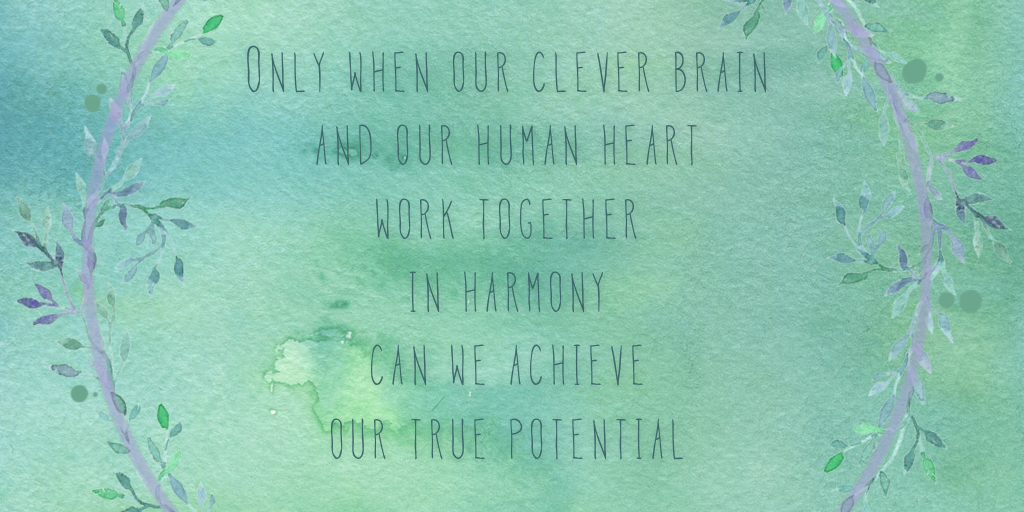 Only when our clever brain
and our human heart
work together
in harmony
can we achieve
our true potential